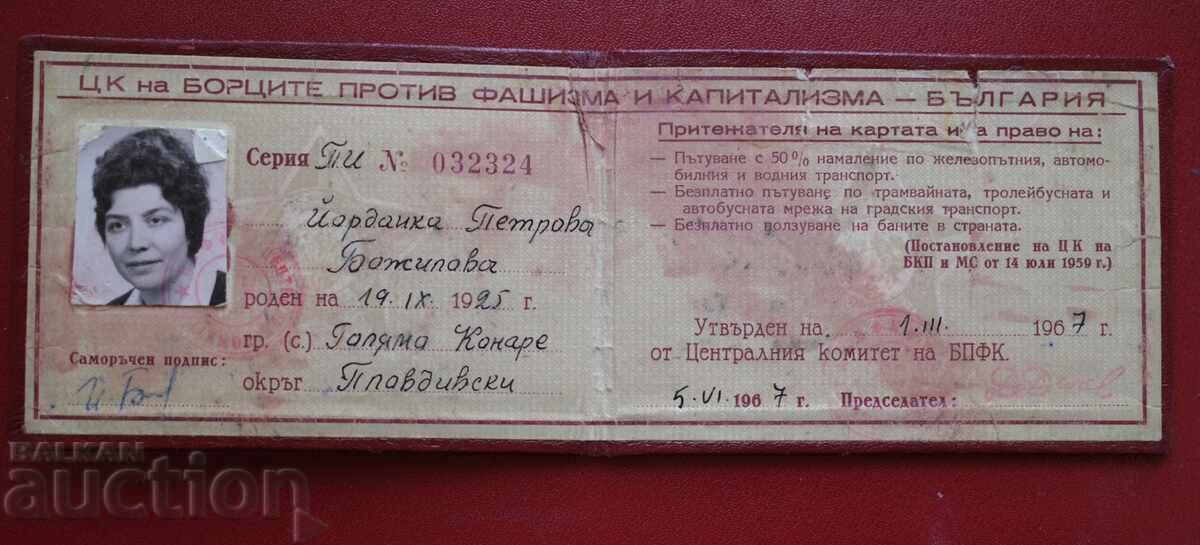 ЦК на БОРЦИТЕ ПРОТИВ ФАШИЗМА И КАПИТАЛИЗМА — БЪЛГАРИЯ
Серия ТИ № 032324
Йорданка Петрова
Божилова
роден на 19. IX. 1925 г.
гр. (с.) Голяма Конаре
окръг Пловдивски
Саморъчен подпис:
Притежателя на картата има право на:
— Пътуване с 50% намаление по железопътния, автомо-
билния и водния транспорт.
— Безплатно пътуване по трамвайната, тролейбусната и
автобусната мрежа на градския транспорт.
— Безплатно ползуване на баните в страната.
(Постановление на ЦК на
БКП и МС от 14 юли 1959 г.)
Утвърден на 1. III. 1967 г.
от Централния комитет на БПФК.
5. VI. 1967 г. Председател:
BALKAN
auction